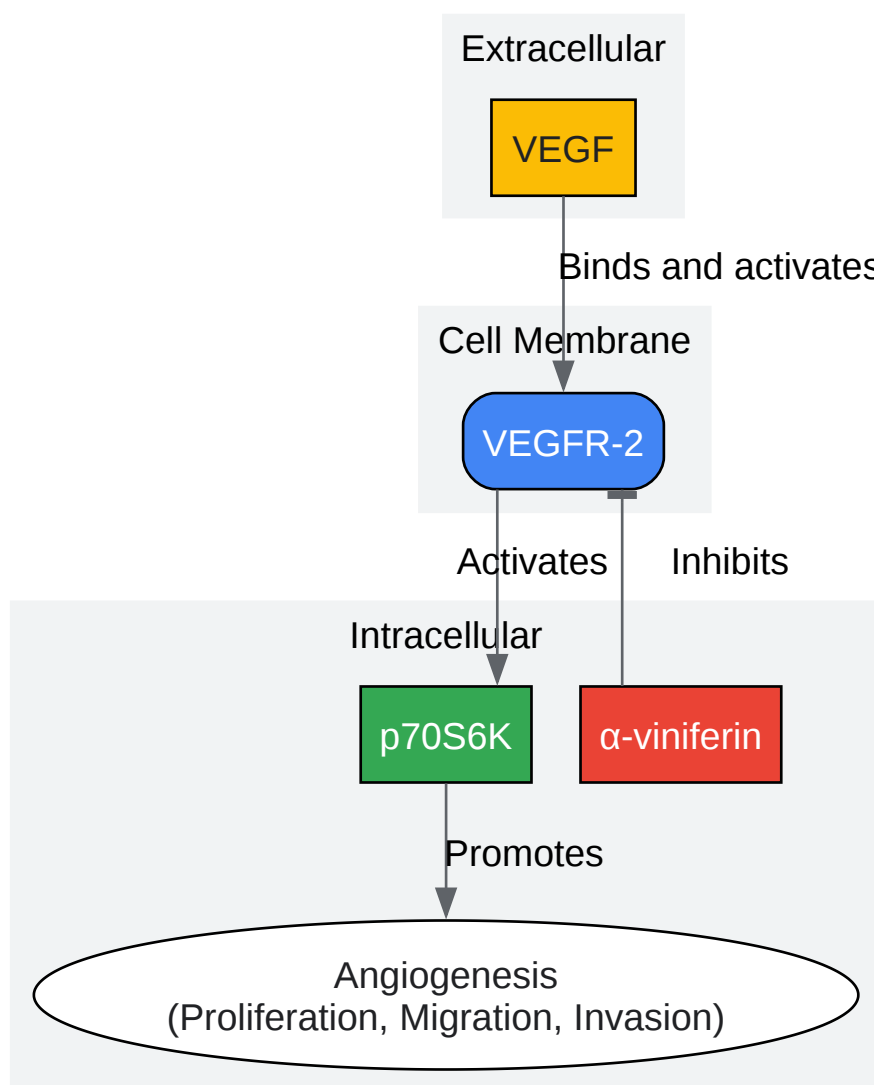 Extracellular
VEGF
Binds and activates
Cell Membrane
VEGFR-2
Activates
Inhibits
Intracellular
p70S6K
α-viniferin
Promotes
Angiogenesis
(Proliferation, Migration, Invasion)